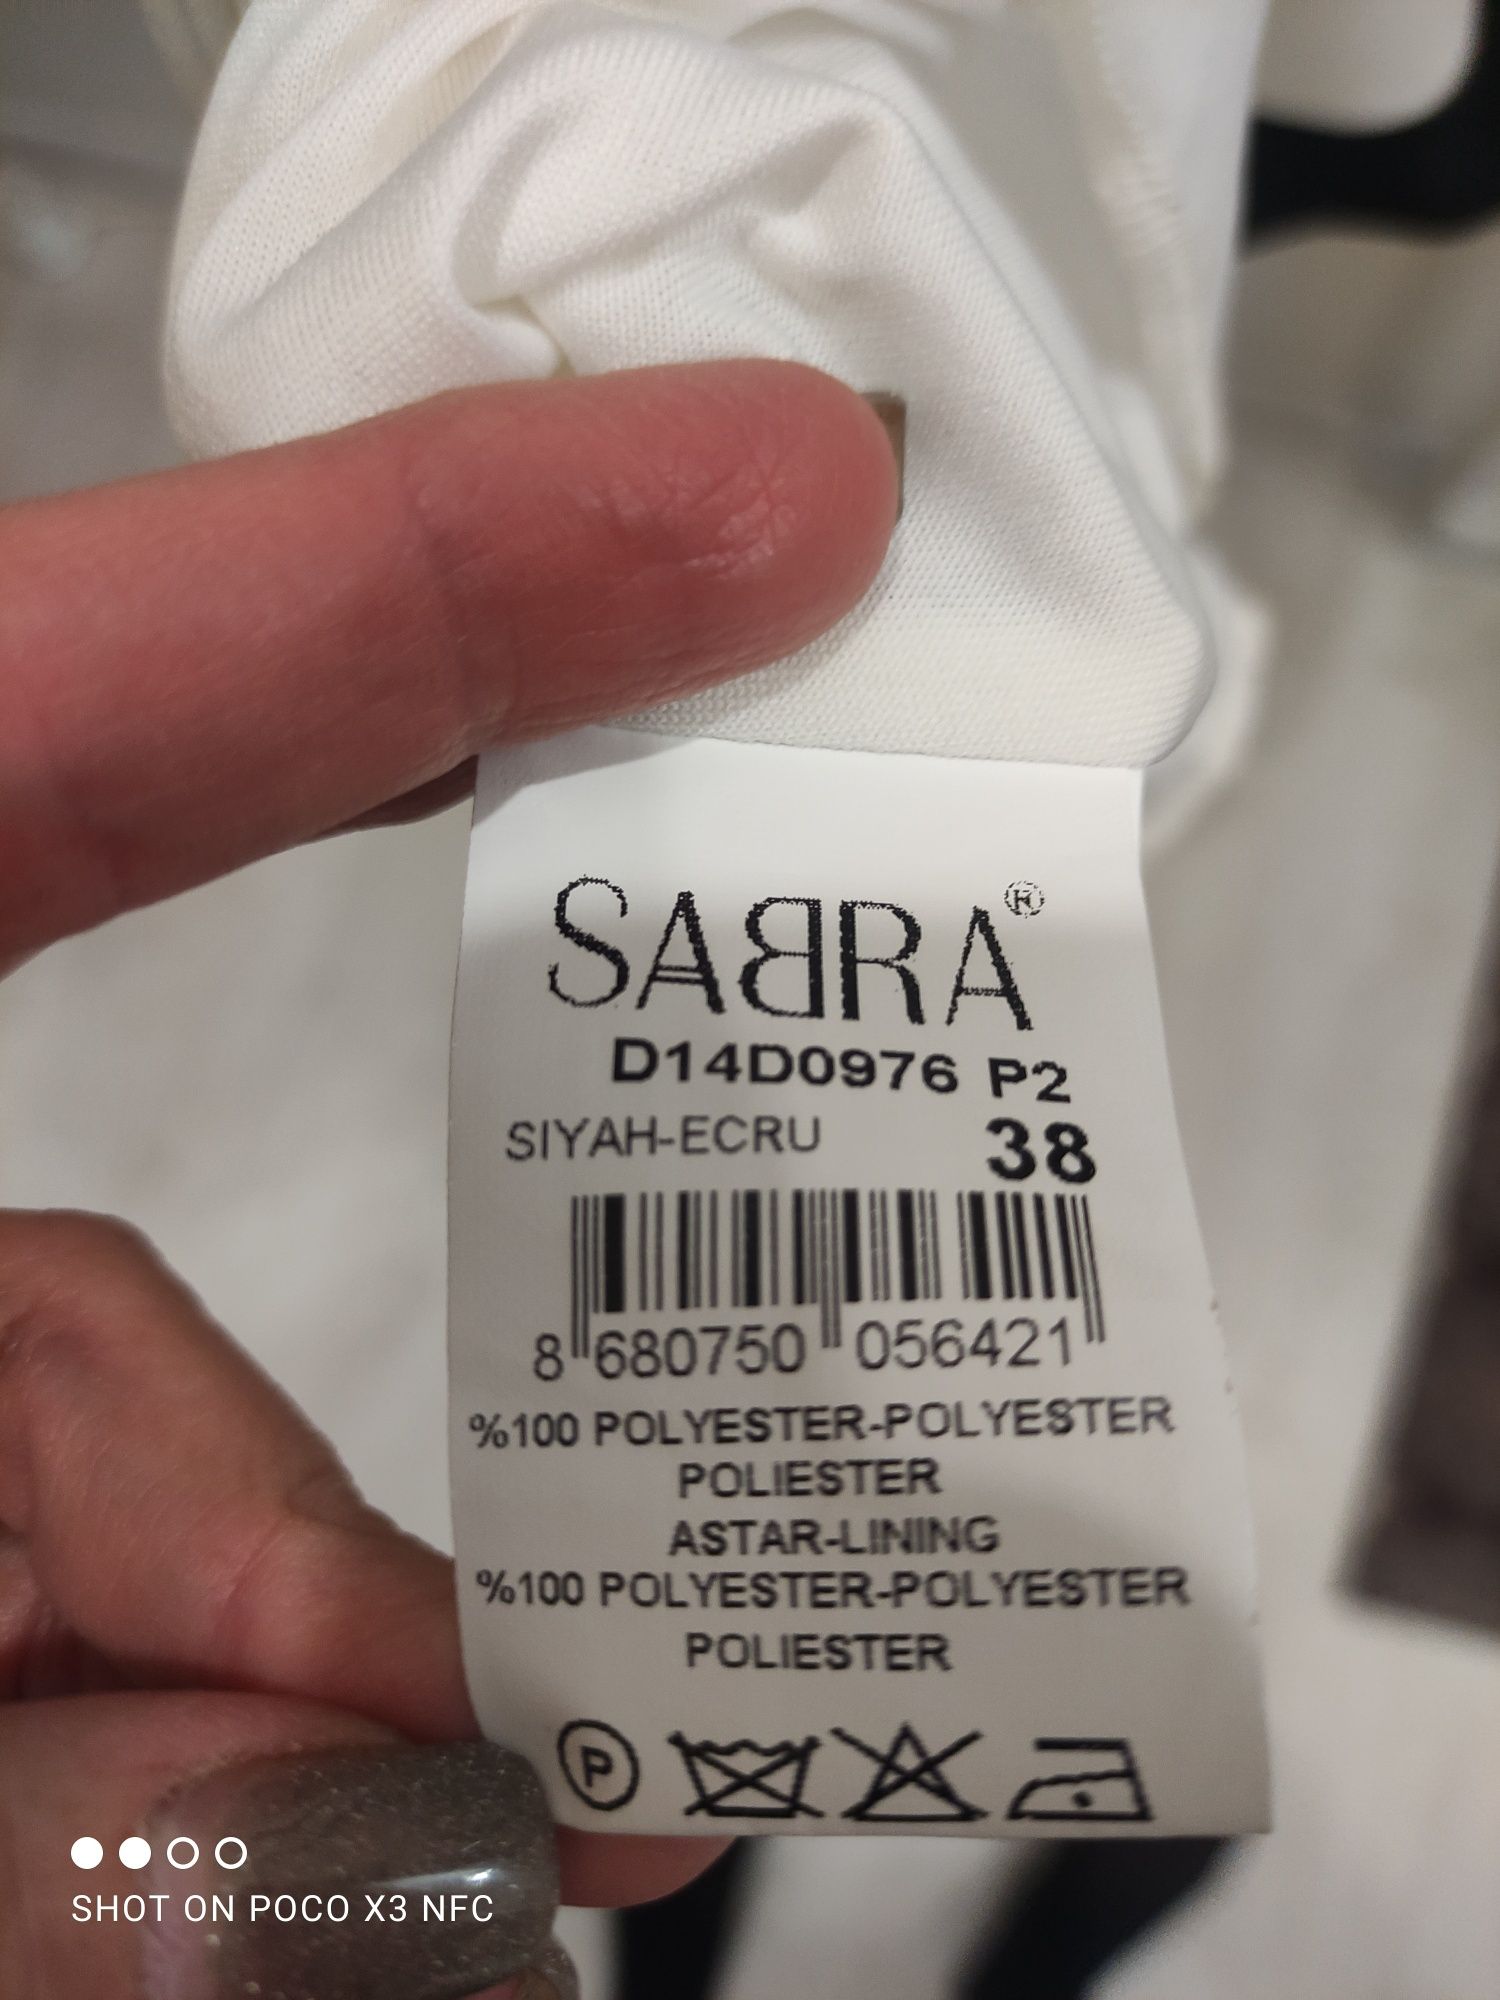 SABRA®
D14D0976 P2
SIYAH-ECRU 38
8 680750 056421
%100 POLYESTER-POLYESTER
POLIESTER
ASTAR-LINING
%100 POLYESTER-POLYESTER
POLIESTER
P
SHOT ON POCO X3 NFC